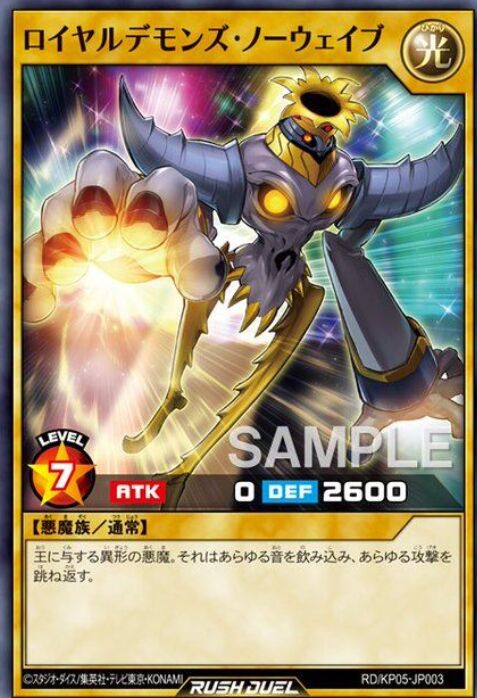 ロイヤルデモンズ・ノーウェイブ
ひかり
光
SAMPLE
LEVEL
7
ATK 0 DEF 2600
【悪魔族／通常】
王に与する異形の悪魔。それはあらゆる音を飲み込み、あらゆる攻撃を
跳ね返す。
©スタジオ・ダイス/集英社・テレビ東京・KONAMI
RUSH DUEL
RD/KP05-JP003